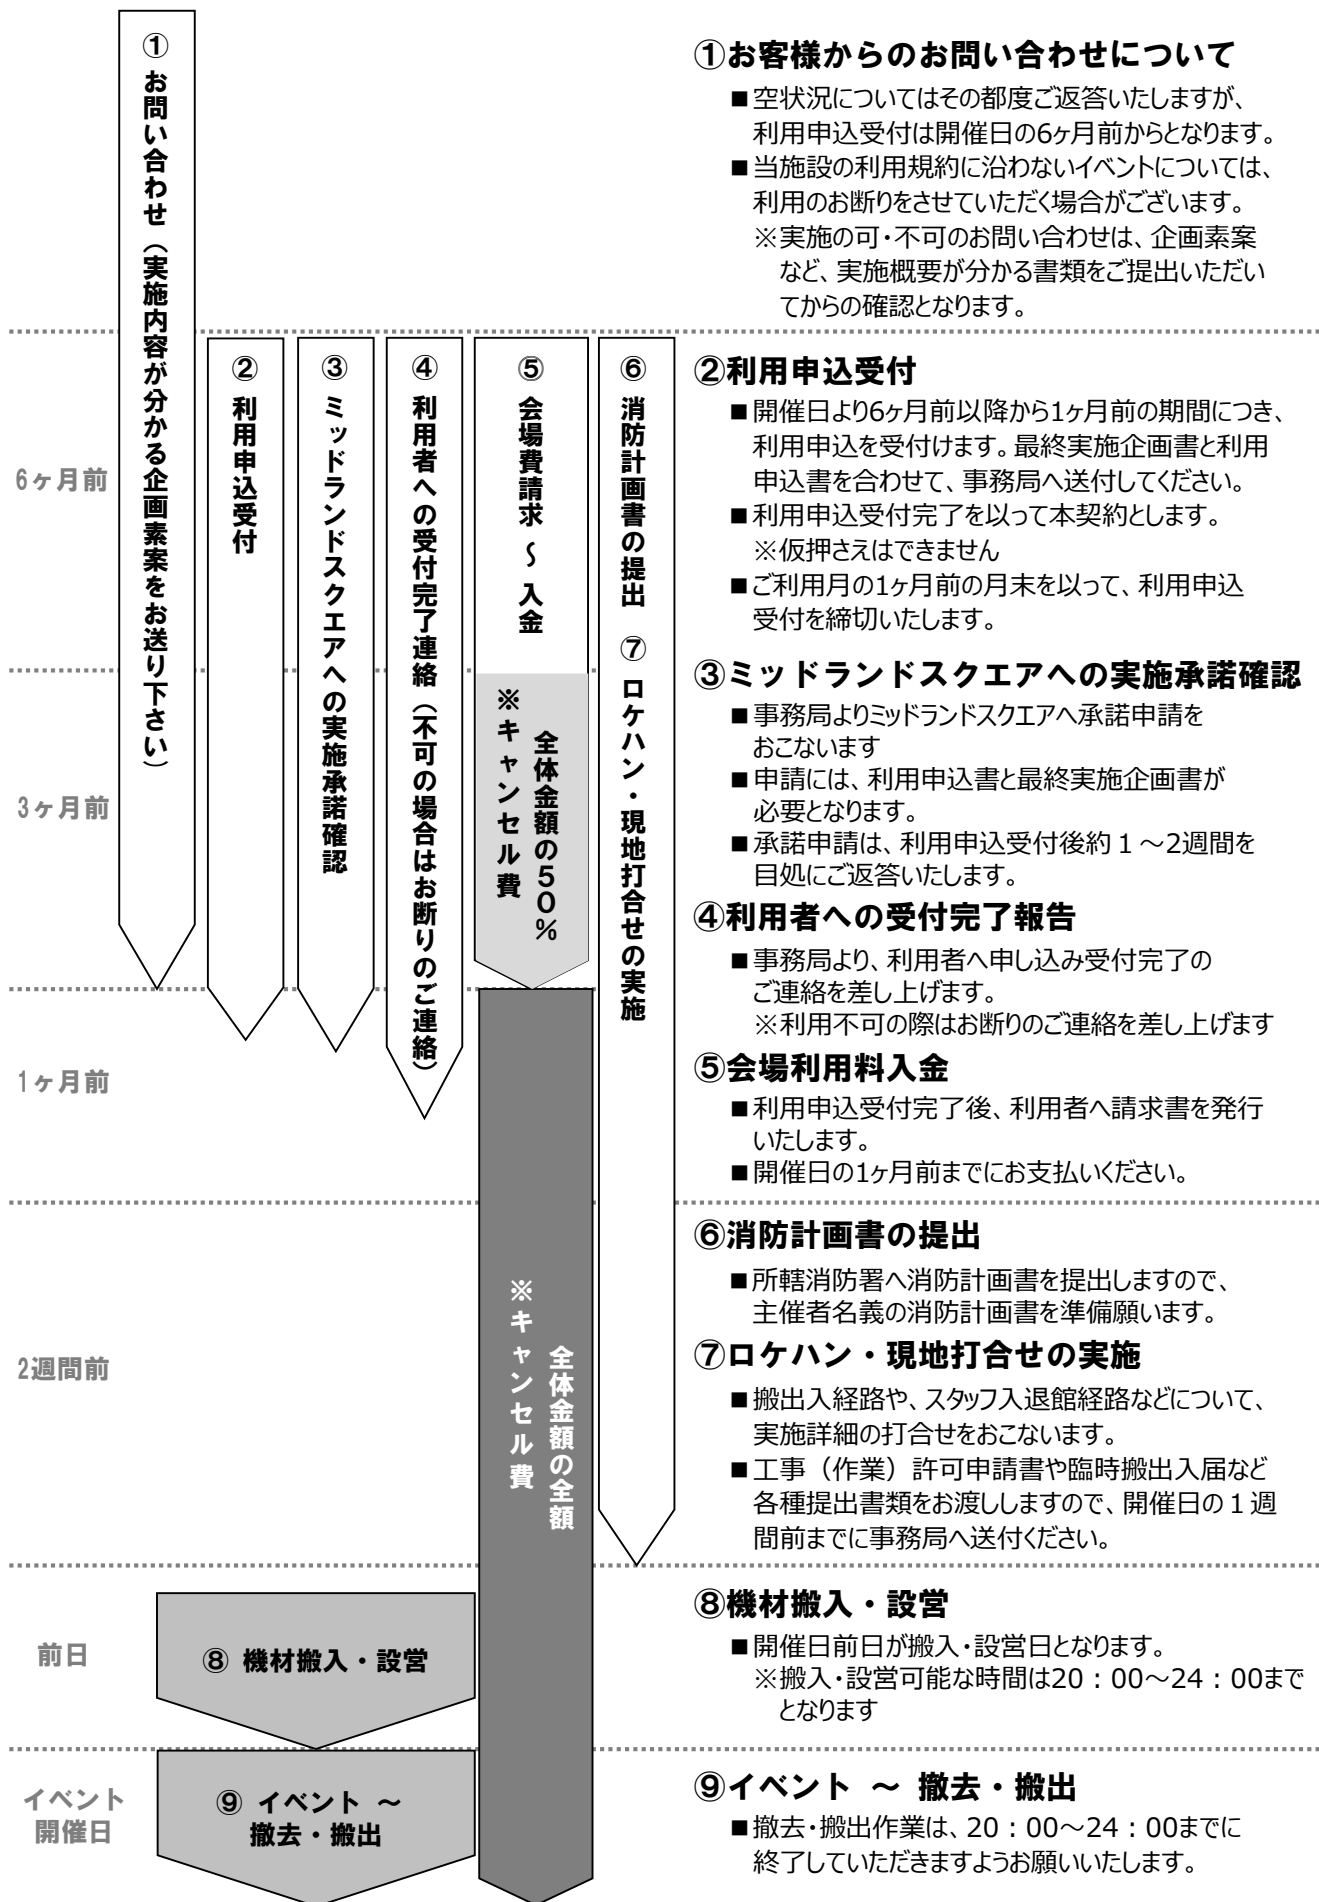 ① お問い合わせ（実施内容が分かる企画素案をお送り下さい）
② 利用申込受付
③ ミッドランドスクエアへの実施承諾確認
④ 利用者への受付完了連絡（不可の場合はお断りのご連絡）
⑤ 会場費請求 ～ 入金
※キャンセル費
全体金額の50%
※キャンセル費
全体金額の全額
⑥ 消防計画書の提出 ⑦ ロケハン・現地打合せの実施
6ヶ月前
3ヶ月前
1ヶ月前
2週間前
前日
⑧ 機材搬入・設営
イベント
開催日
⑨ イベント ～
撤去・搬出
①お客様からのお問い合わせについて
■空状況についてはその都度ご返答いたしますが、
利用申込受付は開催日の6ヶ月前からとなります。
■当施設の利用規約に沿わないイベントについては、
利用のお断りをさせていただく場合がございます。
※実施の可・不可のお問い合わせは、企画素案
など、実施概要が分かる書類をご提出いただい
てからの確認となります。
②利用申込受付
■開催日より6ヶ月前以降から1ヶ月前の期間につき、
利用申込を受付けます。最終実施企画書と利用
申込書を合わせて、事務局へ送付してください。
■利用申込受付完了を以って本契約とします。
※仮押さえはできません
■ご利用月の1ヶ月前の月末を以って、利用申込
受付を締切いたします。
③ミッドランドスクエアへの実施承諾確認
■事務局よりミッドランドスクエアへ承諾申請を
おこないます
■申請には、利用申込書と最終実施企画書が
必要となります。
■承諾申請は、利用申込受付後約１～2週間を
目処にご返答いたします。
④利用者への受付完了報告
■事務局より、利用者へ申し込み受付完了の
ご連絡を差し上げます。
※利用不可の際はお断りのご連絡を差し上げます
⑤会場利用料入金
■利用申込受付完了後、利用者へ請求書を発行
いたします。
■開催日の1ヶ月前までにお支払いください。
⑥消防計画書の提出
■所轄消防署へ消防計画書を提出しますので、
主催者名義の消防計画書を準備願います。
⑦ロケハン・現地打合せの実施
■搬出入経路や、スタッフ入退館経路などについて、
実施詳細の打合せをおこないます。
■工事（作業）許可申請書や臨時搬出入届など
各種提出書類をお渡ししますので、開催日の１週
間前までに事務局へ送付ください。
⑧機材搬入・設営
■開催日前日が搬入・設営日となります。
※搬入・設営可能な時間は20：00～24：00まで
となります
⑨イベント ～ 撤去・搬出
■撤去・搬出作業は、20：00～24：00までに
終了していただきますようお願いいたします。